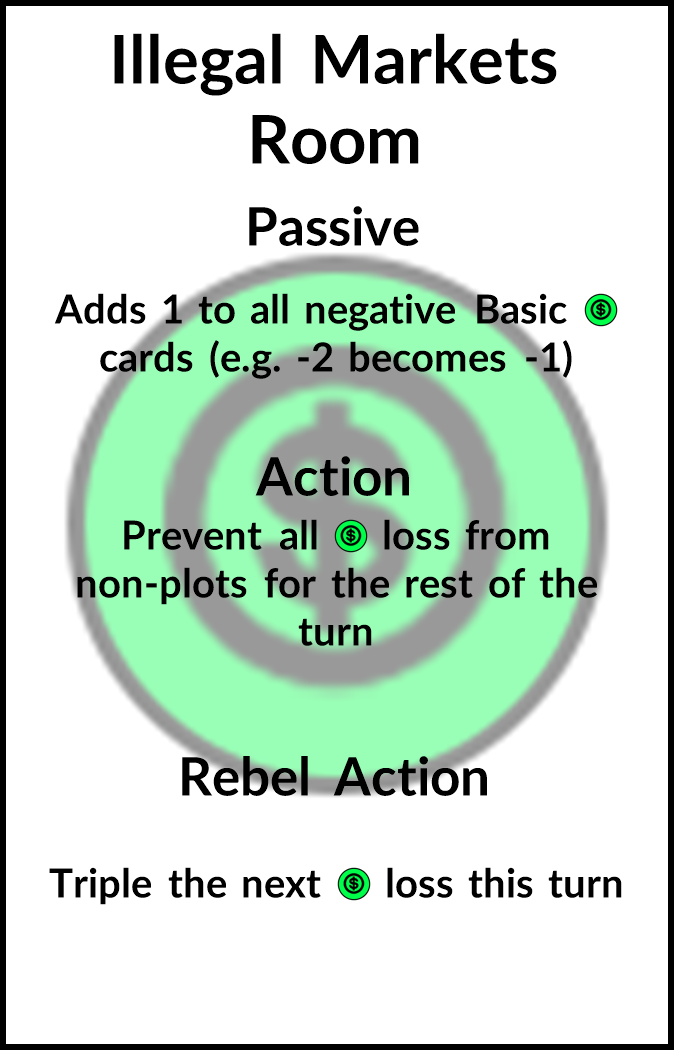 Illegal Markets
Room
Passive
Adds 1 to all negative Basic $
cards (e.g. -2 becomes -1)
Action
Prevent all $ loss from
non-plots for the rest of the
turn
Rebel Action
Triple the next $ loss this turn